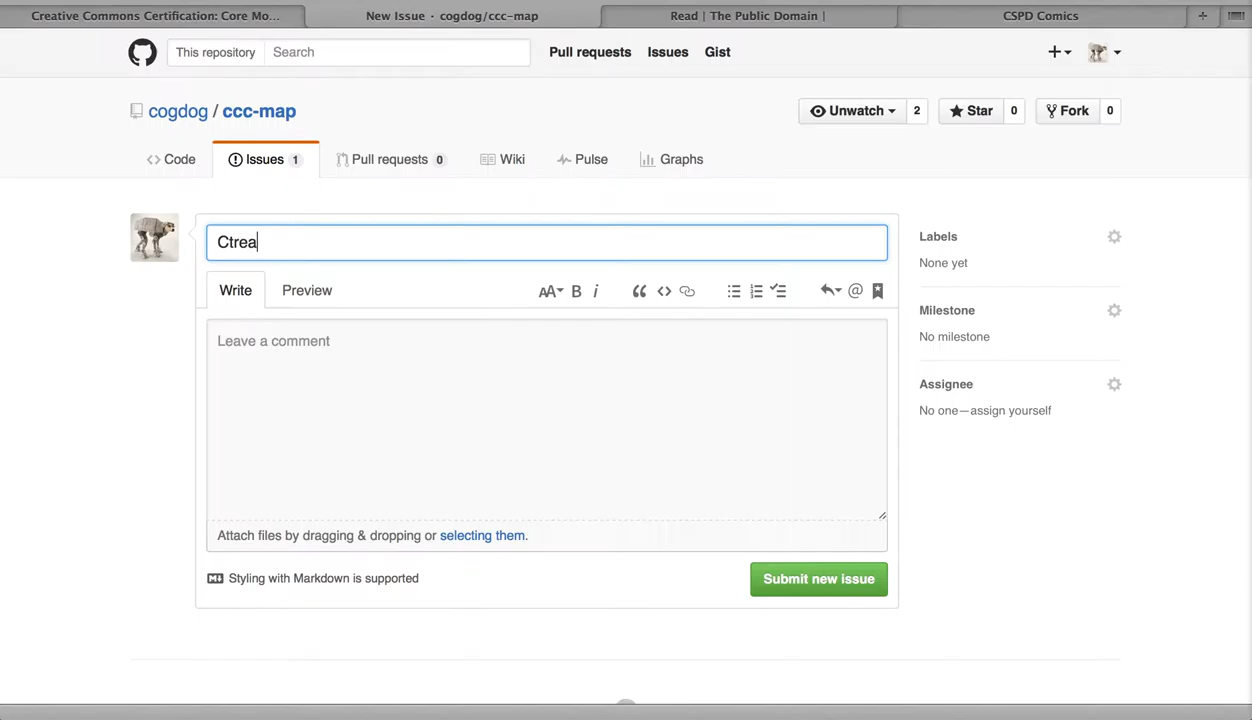 Creative Commons Certification: Core Mo...
New Issue · cogdog/ccc-map
Read | The Public Domain |
CSPD Comics
This repository
Search
Pull requests
Issues
Gist
cogdog / ccc-map
Unwatch
2
Star
0
Fork
0
Code
Issues 1
Pull requests 0
Wiki
Pulse
Graphs
Ctrea
Write
Preview
AA
B
i
@
Leave a comment
Attach files by dragging & dropping or selecting them.
Styling with Markdown is supported
Submit new issue
Labels
None yet
Milestone
No milestone
Assignee
No one—assign yourself